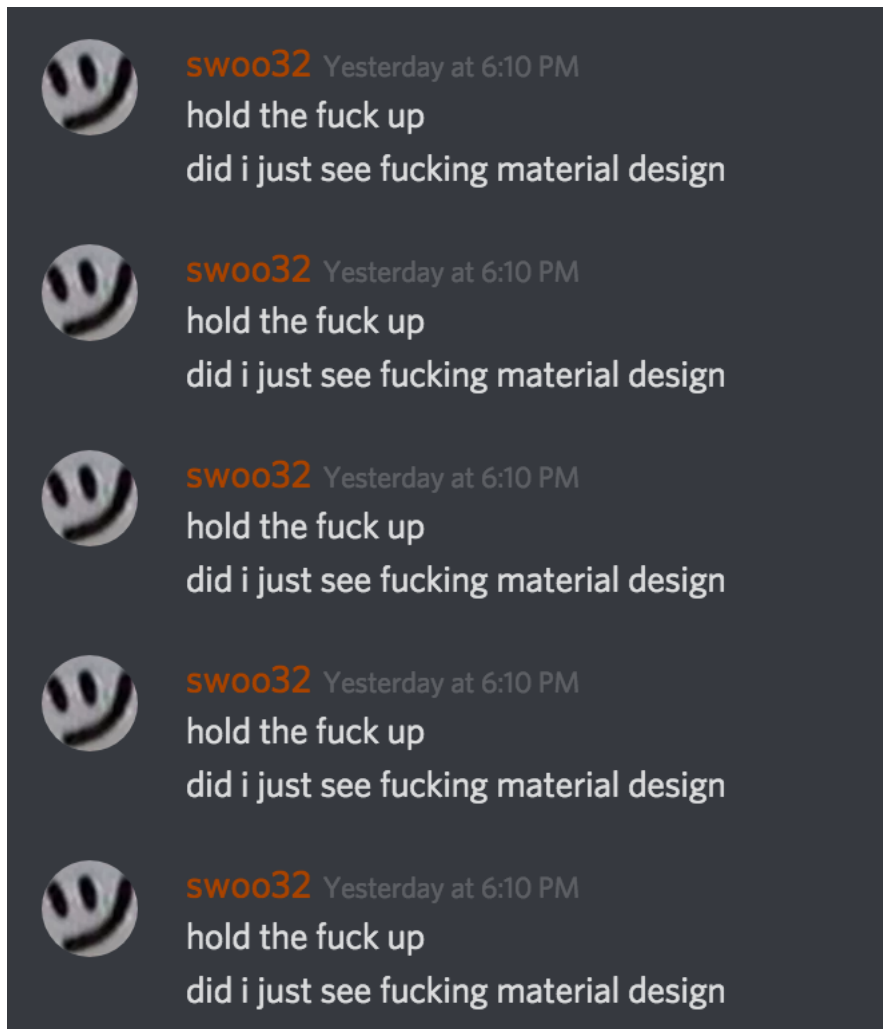 swoo32 Yesterday at 6:10 PM
hold the fuck up
did i just see fucking material design
swoo32 Yesterday at 6:10 PM
hold the fuck up
did i just see fucking material design
swoo32 Yesterday at 6:10 PM
hold the fuck up
did i just see fucking material design
swoo32 Yesterday at 6:10 PM
hold the fuck up
did i just see fucking material design
swoo32 Yesterday at 6:10 PM
hold the fuck up
did i just see fucking material design